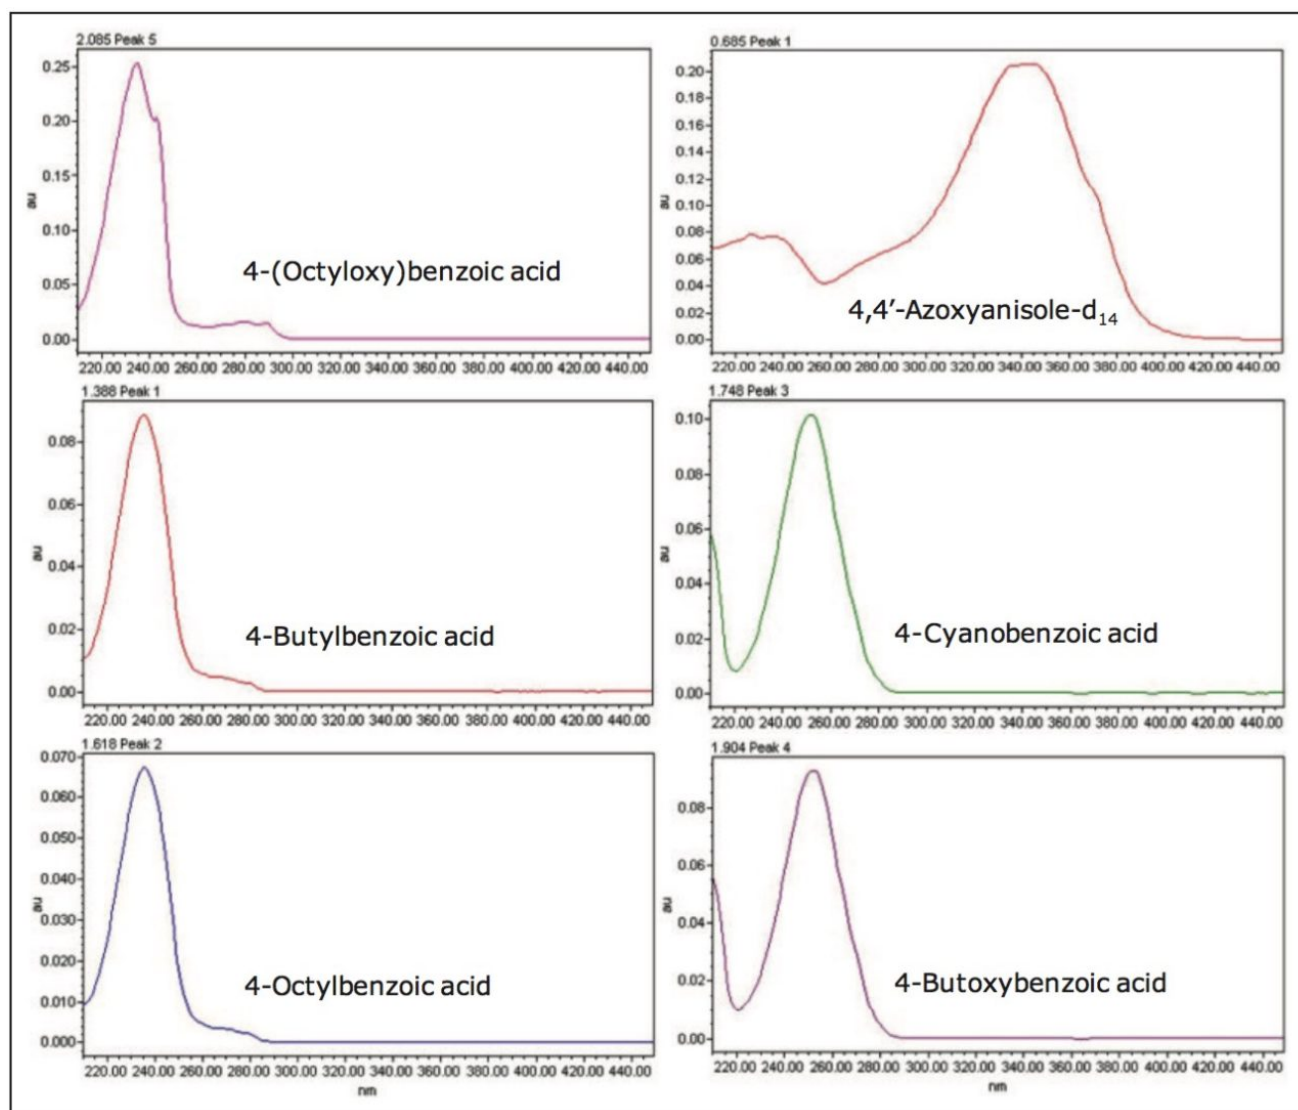 2.085 Peak 5
0.25
0.20
0.15
0.10
0.05
0.00
au
4-(Octyloxy)benzoic acid
220.00 240.00 260.00 280.00 300.00 320.00 340.00 360.00 380.00 400.00 420.00 440.00
0.685 Peak 1
0.20
0.18
0.16
0.14
0.12
0.10
0.08
0.06
0.04
0.02
0.00
au
4,4'-Azoxyanisole-d14
220.00 240.00 260.00 280.00 300.00 320.00 340.00 360.00 380.00 400.00 420.00 440.00
1.388 Peak 1
0.08
0.06
0.04
0.02
0.00
au
4-Butylbenzoic acid
220.00 240.00 260.00 280.00 300.00 320.00 340.00 360.00 380.00 400.00 420.00 440.00
1.748 Peak 3
0.10
0.08
0.06
0.04
0.02
0.00
au
4-Cyanobenzoic acid
220.00 240.00 260.00 280.00 300.00 320.00 340.00 360.00 380.00 400.00 420.00 440.00
1.618 Peak 2
0.070
0.060
0.050
0.040
0.030
0.020
0.010
0.000
au
4-Octylbenzoic acid
220.00 240.00 260.00 280.00 300.00 320.00 340.00 360.00 380.00 400.00 420.00 440.00
nm
1.904 Peak 4
0.08
0.06
0.04
0.02
0.00
au
4-Butoxybenzoic acid
220.00 240.00 260.00 280.00 300.00 320.00 340.00 360.00 380.00 400.00 420.00 440.00
nm